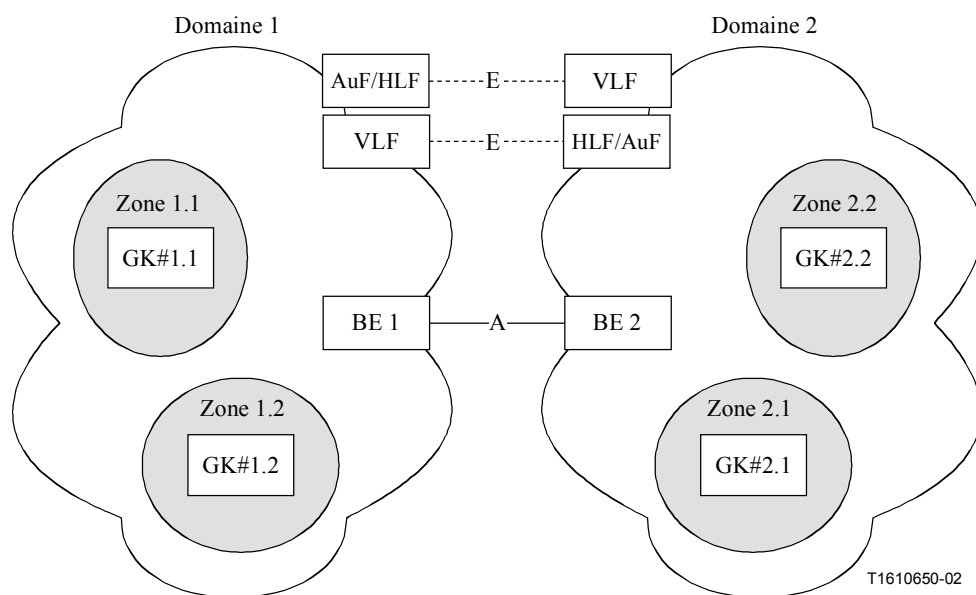 Domaine 1
Domaine 2
AuF/HLF
E
VLF
VLF
E
HLF/AuF
Zone 1.1
GK#1.1
Zone 2.2
GK#2.2
BE 1
A
BE 2
Zone 1.2
GK#1.2
Zone 2.1
GK#2.1
T1610650-02